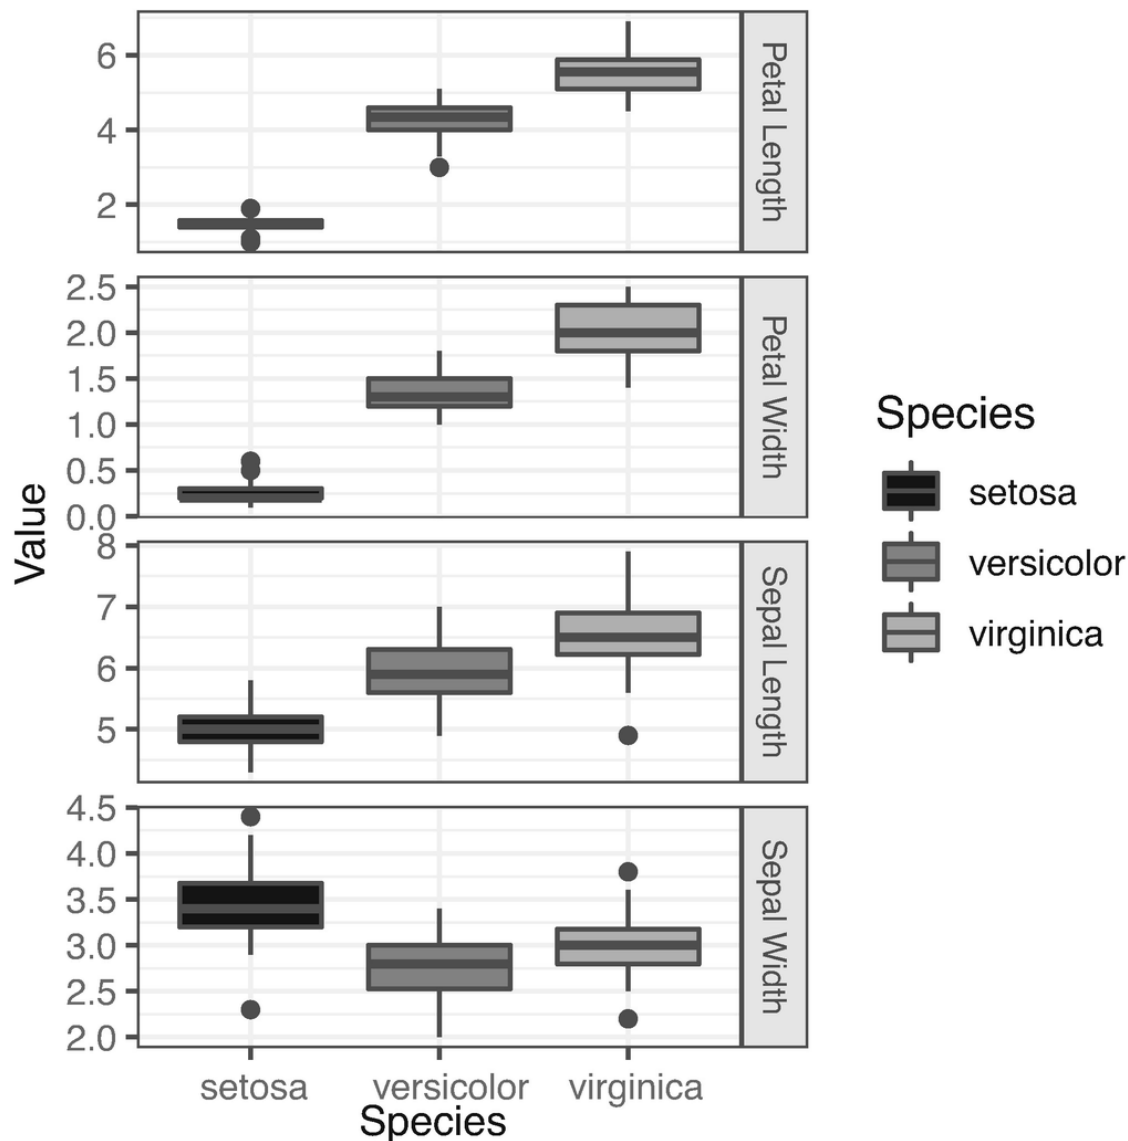 6
4
2
Petal Length
2.5
2.0
1.5
1.0
0.5
0.0
Petal Width
Value
8
7
6
5
Sepal Length
4.5
4.0
3.5
3.0
2.5
2.0
Sepal Width
setosa versicolor virginica
Species
Species
setosa
versicolor
virginica